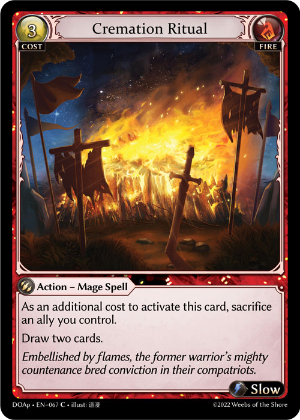 3
Cremation Ritual
COST
FIRE
Action – Mage Spell
As an additional cost to activate this card, sacrifice
an ally you control.
Draw two cards.
Embellished by flames, the former warrior's mighty
countenance bred conviction in their compatriots.
Slow
DOAp • EN-067 C • illust:
©2022 Weebs of the Shore